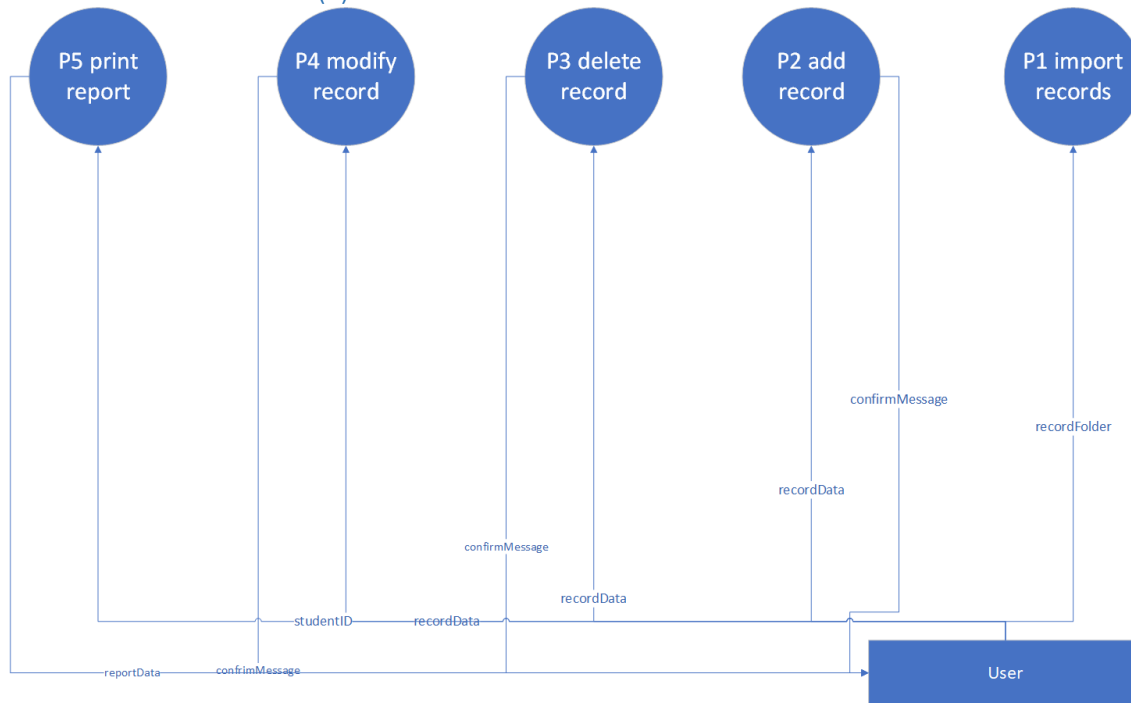 P5 print
report
P4 modify
record
P3 delete
record
P2 add
record
P1 import
records
confirmMessage
recordFolder
recordData
confirmMessage
recordData
studentID
recordData
reportData
confrimMessage
User